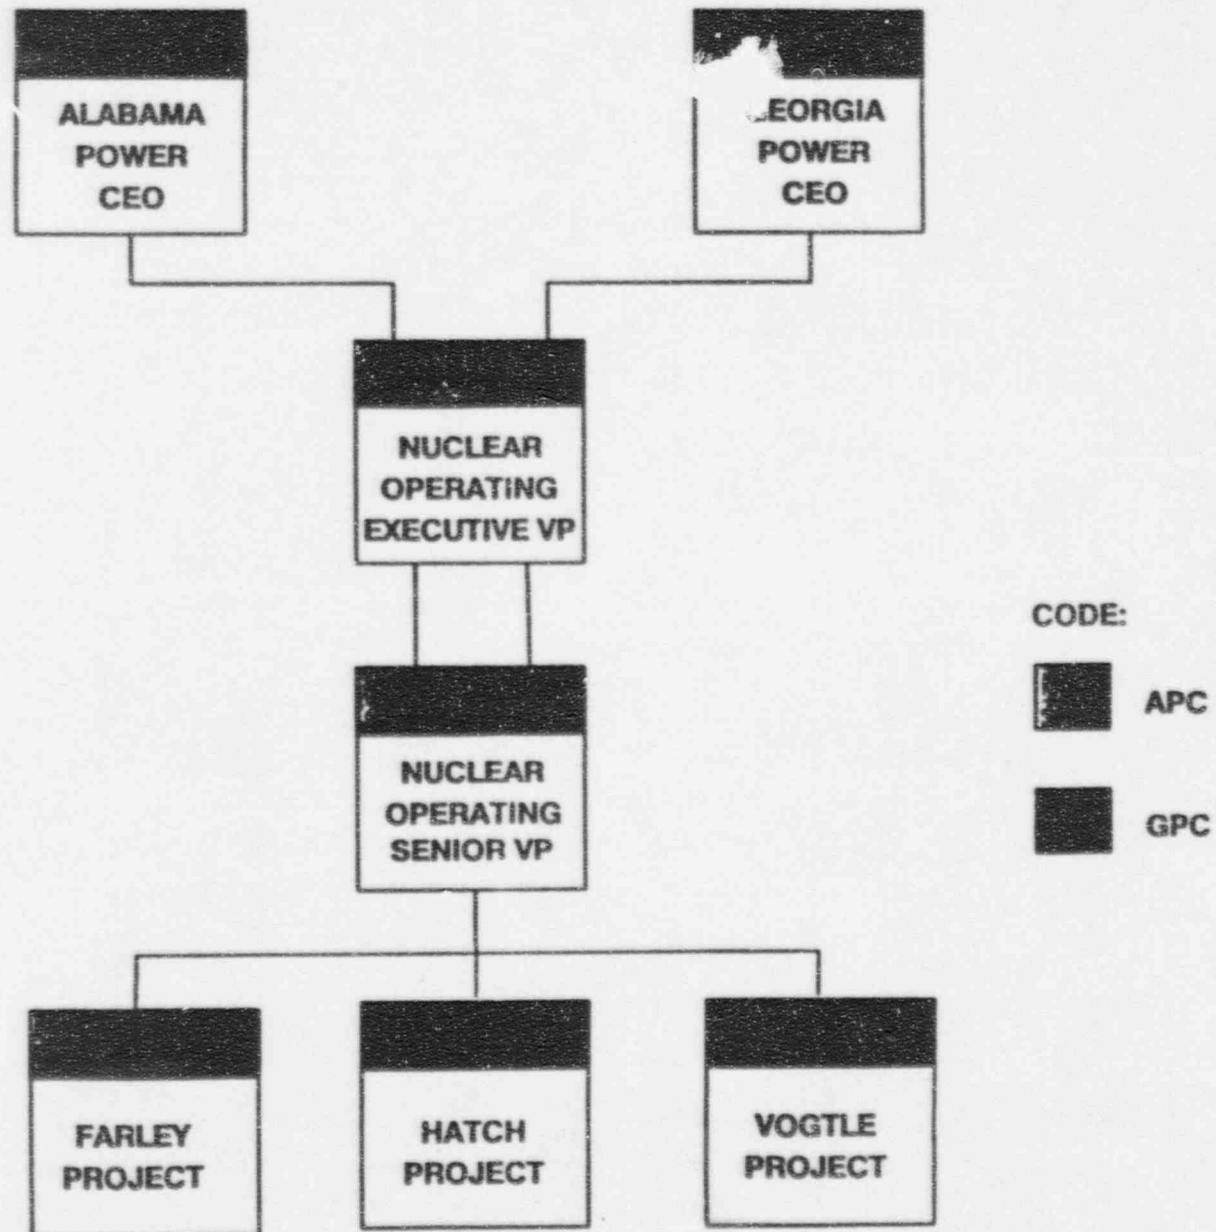 ALABAMA
POWER
CEO
GEORGIA
POWER
CEO
NUCLEAR
OPERATING
EXECUTIVE VP
NUCLEAR
OPERATING
SENIOR VP
CODE:
APC
GPC
FARLEY
PROJECT
HATCH
PROJECT
VOGTLE
PROJECT